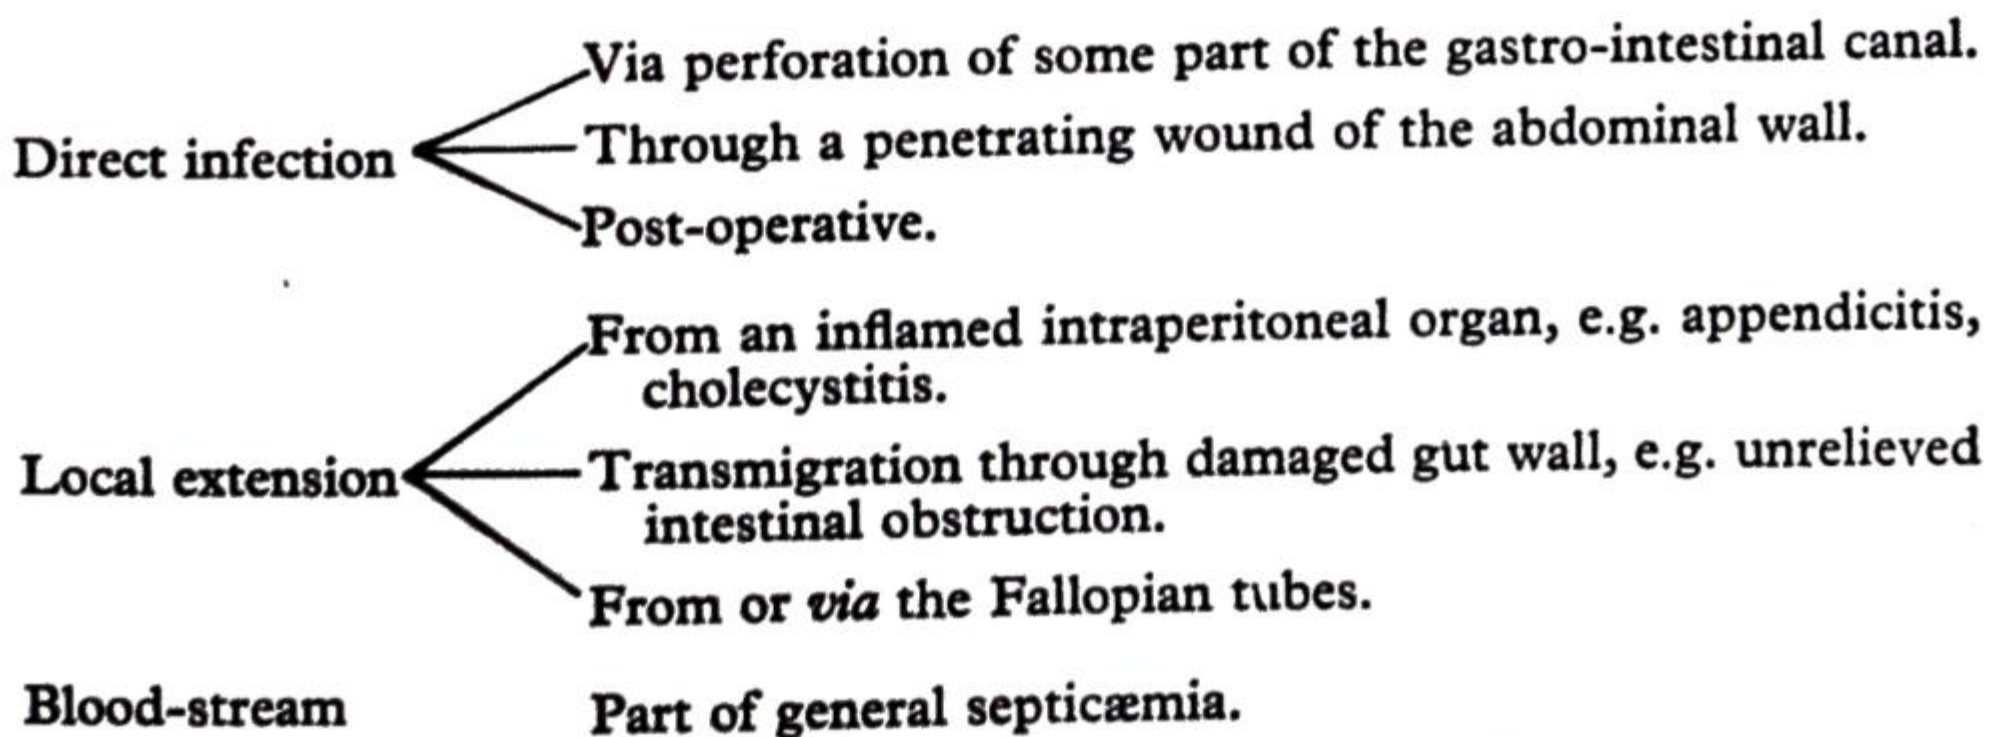 Via perforation of some part of the gastro-intestinal canal.
Direct infection
Through a penetrating wound of the abdominal wall.
Post-operative.
From an inflamed intraperitoneal organ, e.g. appendicitis,
cholecystitis.
Local extension
Transmigration through damaged gut wall, e.g. unrelieved
intestinal obstruction.
From or via the Fallopian tubes.
Blood-stream Part of general septicæmia.